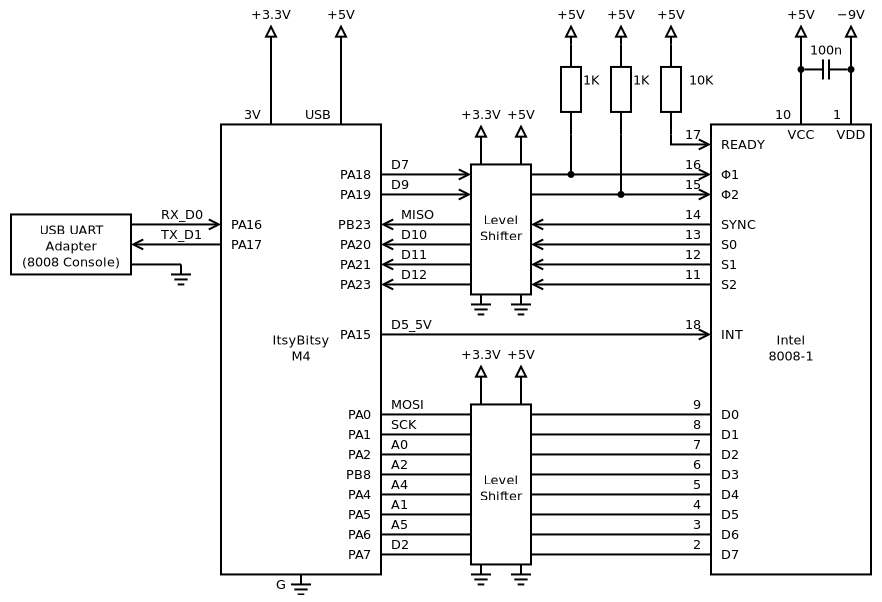 +3.3V
+5V
+5V
+5V
+5V
+5V
−9V
100n
1K
1K
10K
3V
USB
+3.3V
+5V
10
1
VCC
VDD
17
READY
PA18
D7
16
Φ1
PA19
D9
15
Φ2
RX_D0
PA16
PB23
MISO
14
SYNC
TX_D1
PA17
PA20
D10
13
S0
PA21
D11
12
S1
PA23
D12
11
S2
USB UART
Adapter
(8008 Console)
Level
Shifter
PA15
D5_5V
18
INT
ItsyBitsy
M4
Intel
8008-1
+3.3V
+5V
PA0
MOSI
9
D0
PA1
SCK
8
D1
PA2
A0
7
D2
PB8
A2
6
D3
PA4
A4
5
D4
PA5
A1
4
D5
PA6
A5
3
D6
PA7
D2
2
D7
Level
Shifter
G